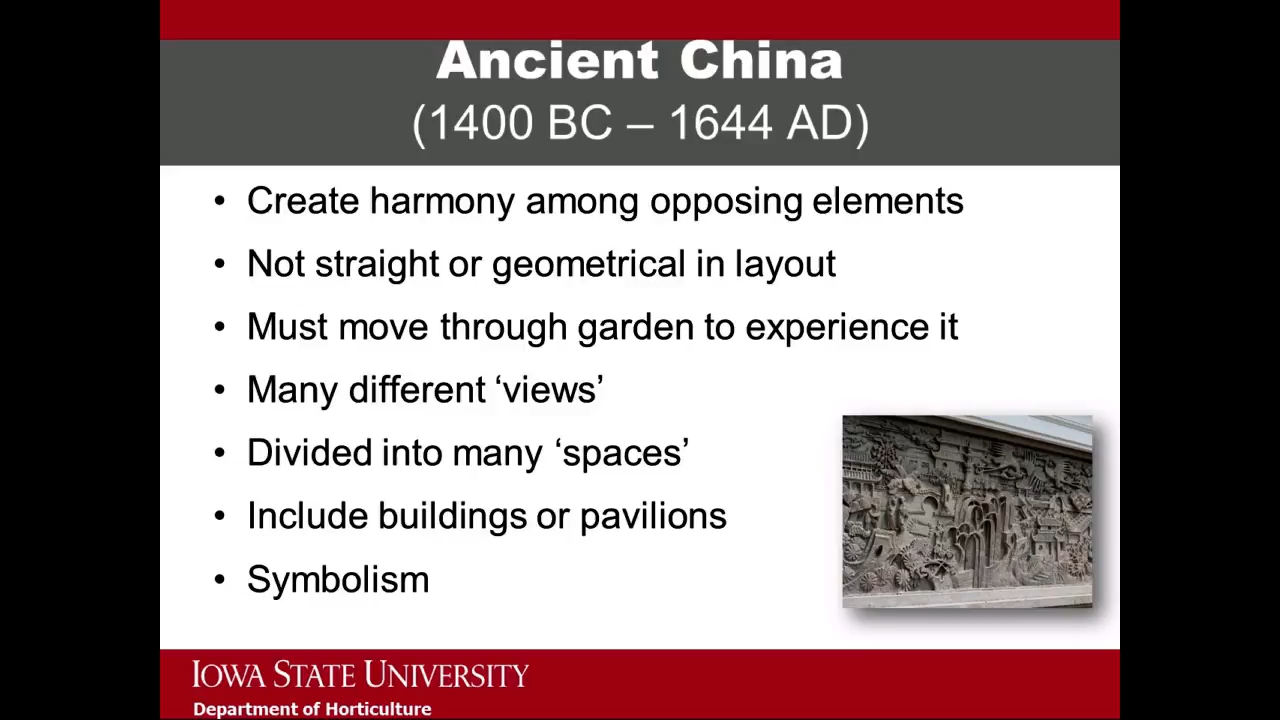 Ancient China
(1400 BC – 1644 AD)
• Create harmony among opposing elements
• Not straight or geometrical in layout
• Must move through garden to experience it
• Many different ‘views’
• Divided into many ‘spaces’
• Include buildings or pavilions
• Symbolism
IOWA STATE UNIVERSITY
Department of Horticulture